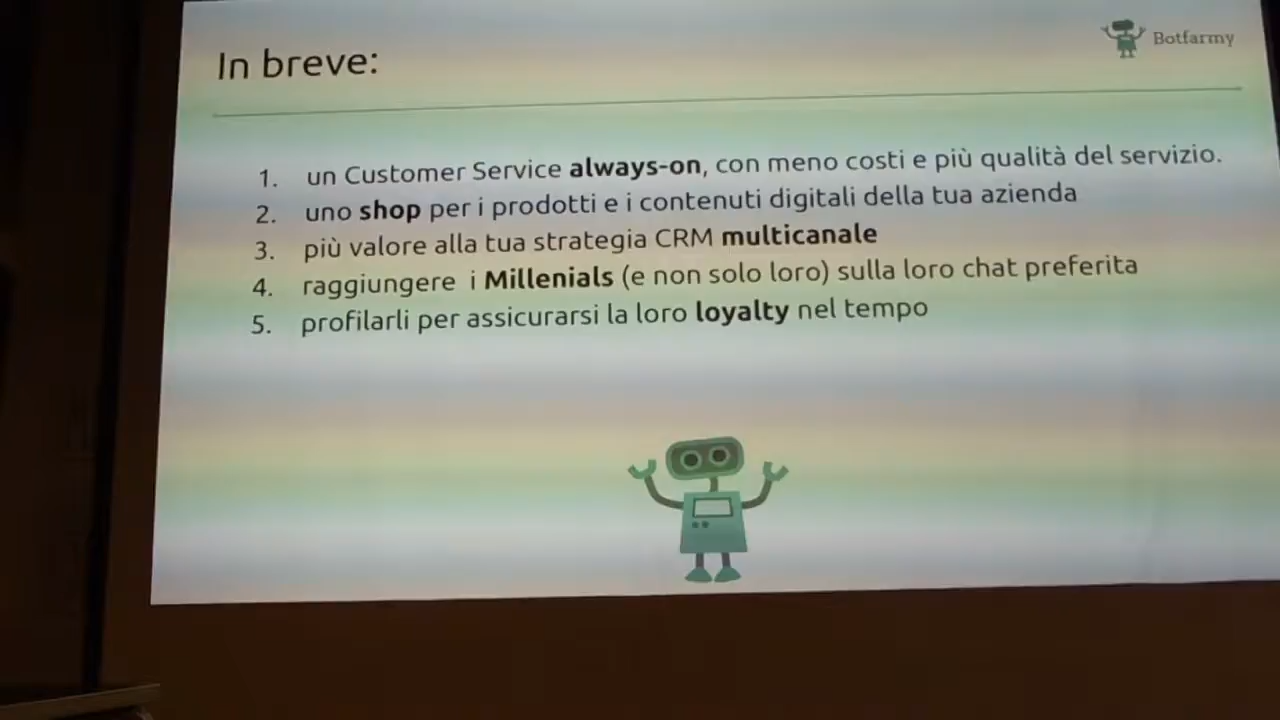 In breve:
Botfarmy
1. un Customer Service always-on, con meno costi e più qualità del servizio.
2. uno shop per i prodotti e i contenuti digitali della tua azienda
3. più valore alla tua strategia CRM multicanale
4. raggiungere i Millenials (e non solo loro) sulla loro chat preferita
5. profilarli per assicurarsi la loro loyalty nel tempo